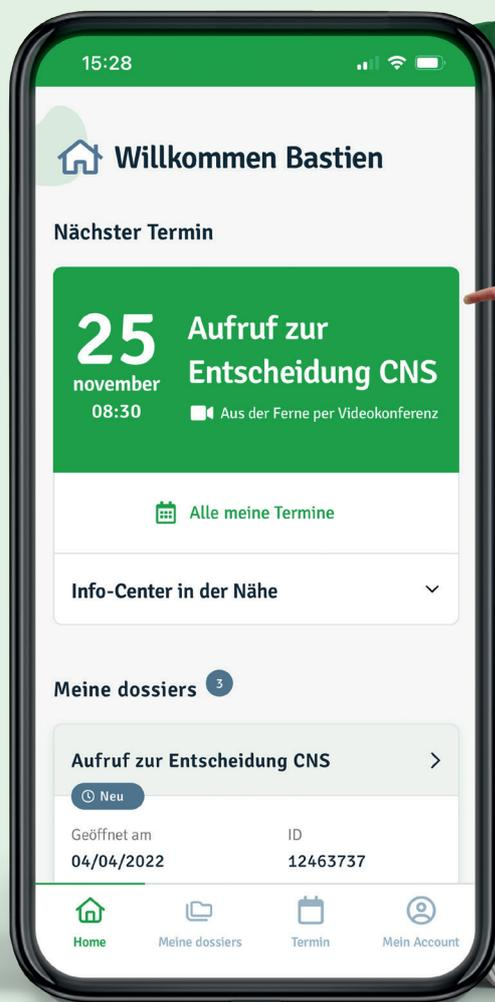 15:28
Willkommen Bastien
Nächster Termin
25
november
08:30
Aufruf zur
Entscheidung CNS
Aus der Ferne per Videokonferenz
Alle meine Termine
Info-Center in der Nähe
Meine dossiers 3
Aufruf zur Entscheidung CNS
Neu
Geöffnet am
04/04/2022
ID
12463737
Home
Meine dossiers
Termin
Mein Account